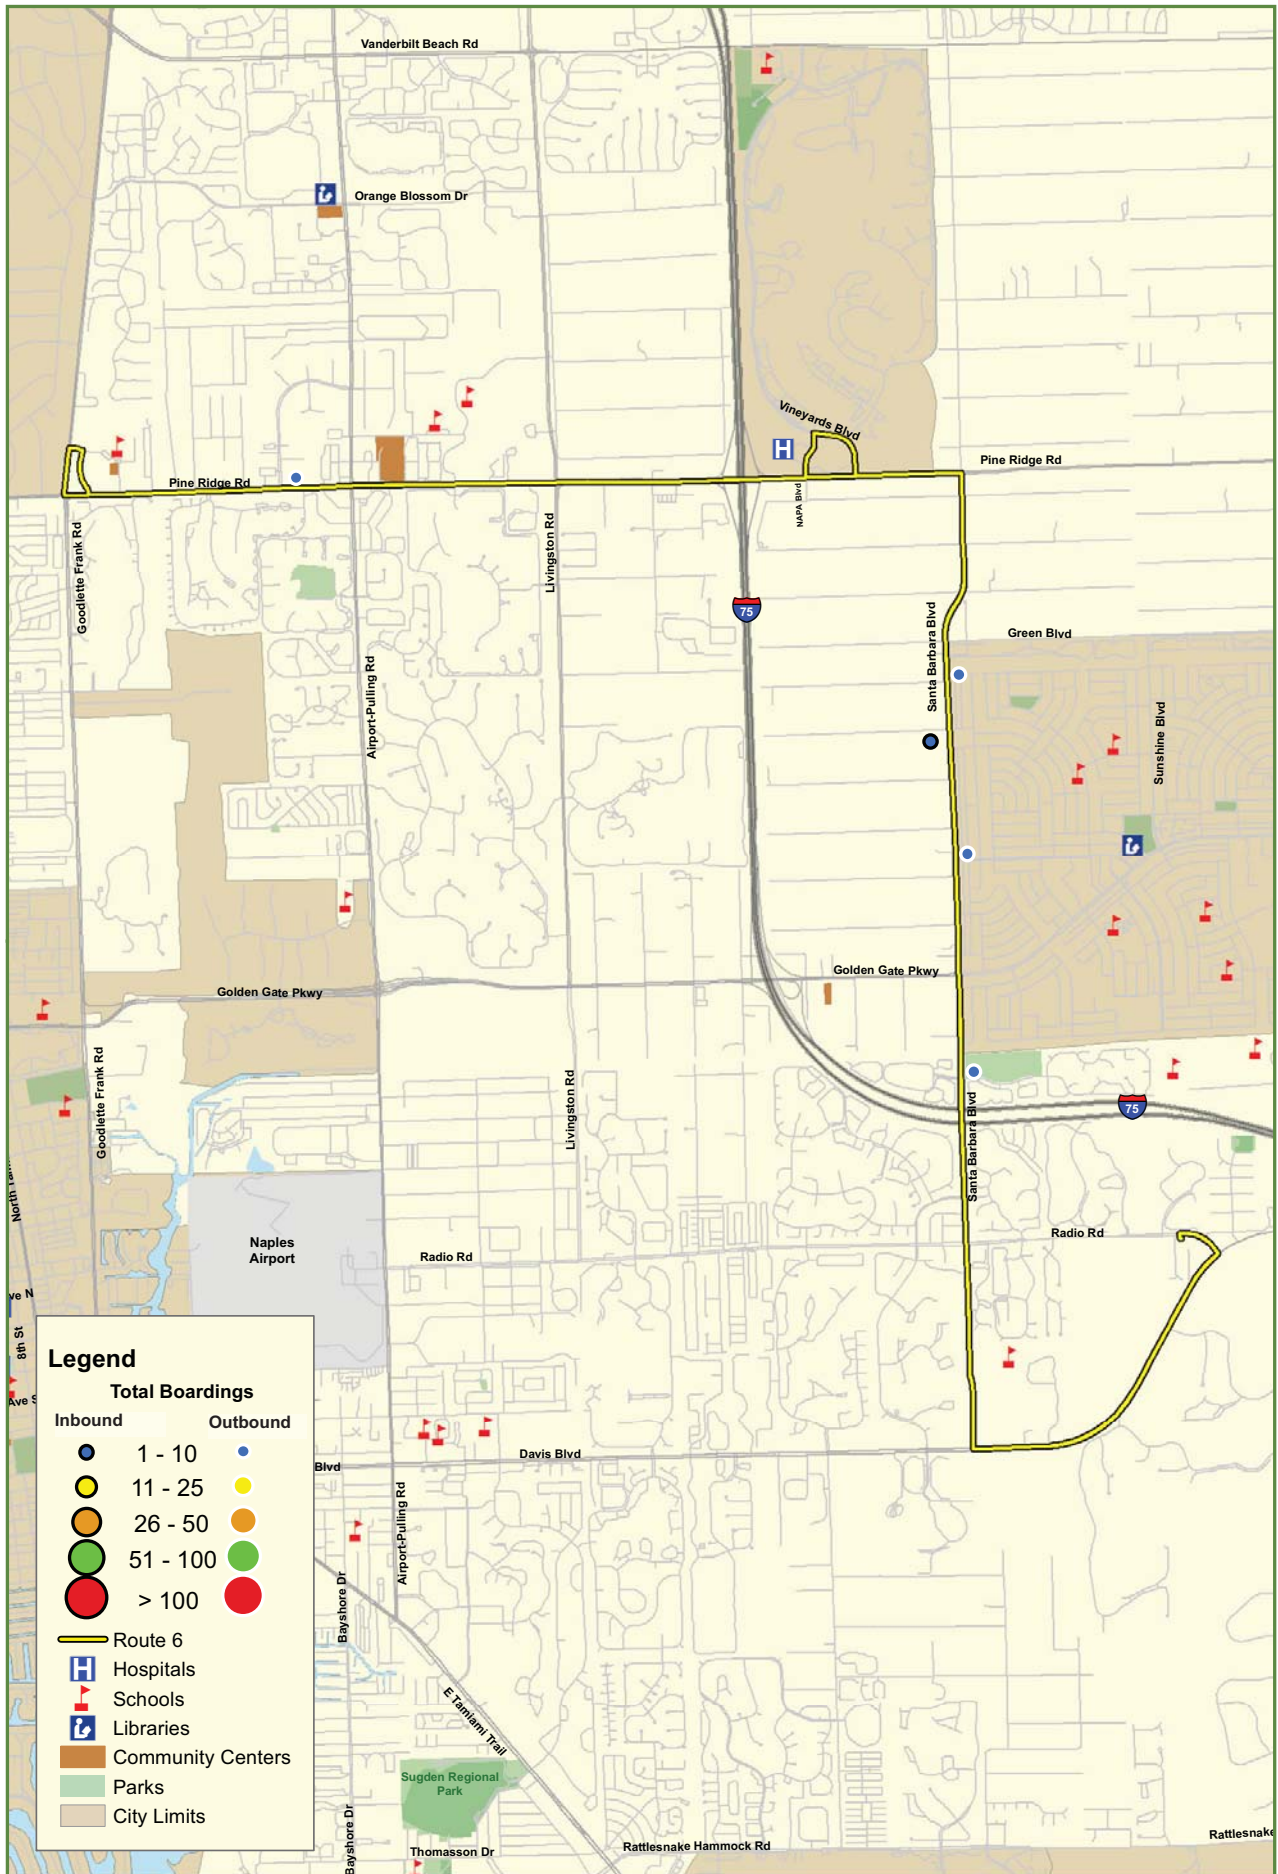 Vanderbilt Beach Rd
Orange Blossom Dr
Vineyards Blvd
H
Pine Ridge Rd
Pine Ridge Rd
NAPA Blvd
Goodlette Frank Rd
Livingston Rd
75
Santa Barbara Blvd
Green Blvd
Airport-Pulling Rd
Sunshine Blvd
Golden Gate Pkwy
Golden Gate Pkwy
Goodlette Frank Rd
Livingston Rd
75
Santa Barbara Blvd
North
Naples
Airport
Radio Rd
Radio Rd
ve N
8th St
Ave S
Davis Blvd
Blvd
Airport-Pulling Rd
Bayshore Dr
E Tamiami Trail
Sugden Regional
Park
Bayshore Dr
Thomasson Dr
Rattlesnake Hammock Rd
Rattlesnake
Legend
Total Boardings
Inbound Outbound
1 - 10
11 - 25
26 - 50
51 - 100
> 100
Route 6
H Hospitals
Schools
Libraries
Community Centers
Parks
City Limits